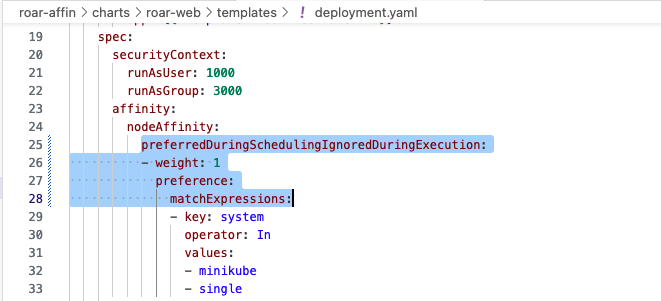 roar-affin > charts > roar-web > templates > ! deployment.yaml
19 spec:
20 securityContext:
21 runAsUser: 1000
22 runAsGroup: 3000
23 affinity:
24 nodeAffinity:
25 preferredDuringSchedulingIgnoredDuringExecution:
26 - weight: 1
27 preference:
28 matchExpressions:
29 - key: system
30 operator: In
31 values:
32 - minikube
33 - single